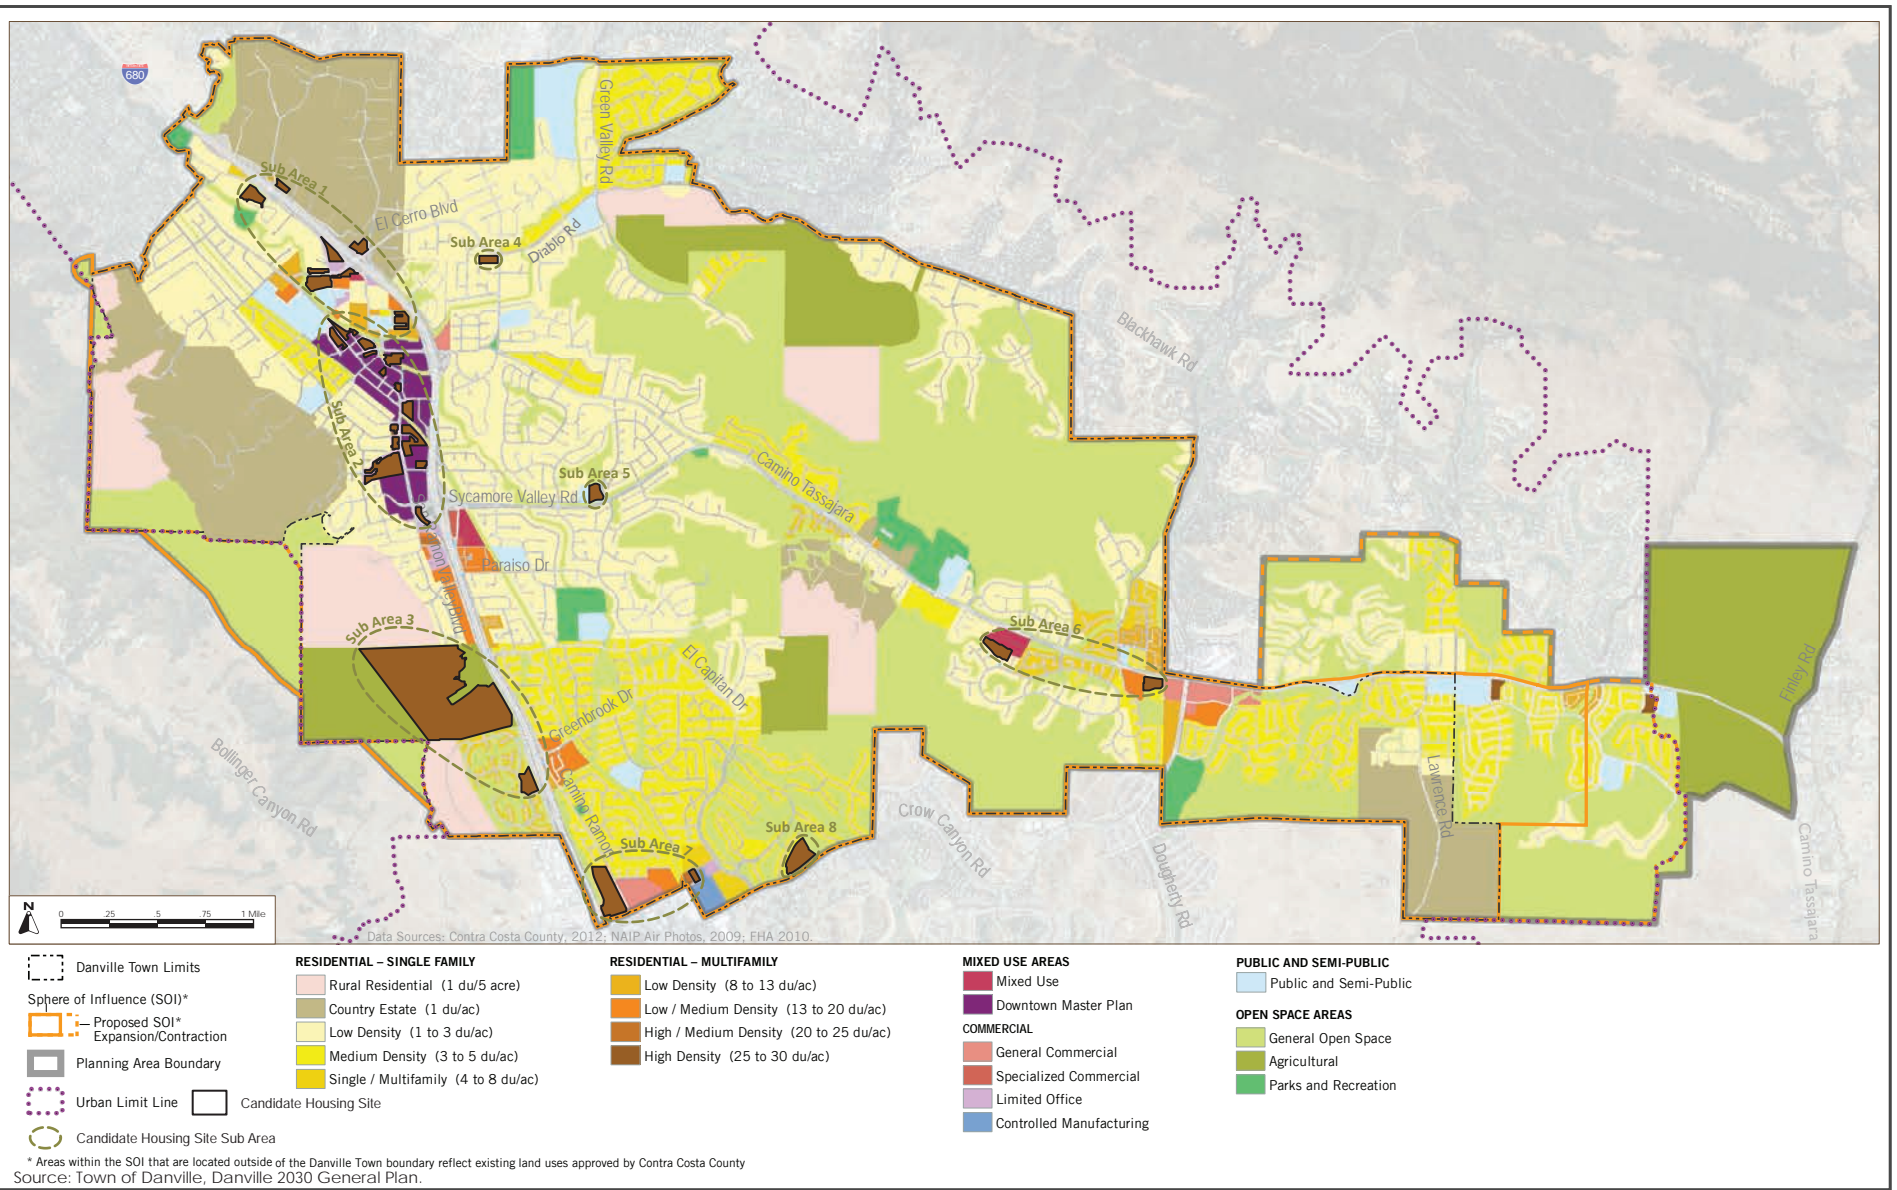 680
Sub Area 1
El Cerro Blvd
Green Valley Rd
Sub Area 4
Diablo Rd
Blackhawk Rd
Sub Area 2
Sub Area 5
Sycamore Valley Rd
Camino Tassajara
Paraiso Dr
Sub Area 3
El Capitan Dr
Greenbrook Dr
Sub Area 6
Finley Rd
Bollinger Canyon Rd
Camino Ramon
Sub Area 7
Sub Area 8
Crow Canyon Rd
Dougherty Rd
Lawrence Rd
Camino Tassajara
N
0 .25 .5 .75 1 Mile
Data Sources: Contra Costa County, 2012; NAIP Air Photos, 2009; FHA 2010.
Danville Town Limits
Sphere of Influence (SOI)*
Proposed SOI*
Expansion/Contraction
Planning Area Boundary
Urban Limit Line
Candidate Housing Site
Candidate Housing Site Sub Area
RESIDENTIAL – SINGLE FAMILY
Rural Residential (1 du/5 acre)
Country Estate (1 du/ac)
Low Density (1 to 3 du/ac)
Medium Density (3 to 5 du/ac)
Single / Multifamily (4 to 8 du/ac)
RESIDENTIAL – MULTIFAMILY
Low Density (8 to 13 du/ac)
Low / Medium Density (13 to 20 du/ac)
High / Medium Density (20 to 25 du/ac)
High Density (25 to 30 du/ac)
MIXED USE AREAS
Mixed Use
Downtown Master Plan
COMMERCIAL
General Commercial
Specialized Commercial
Limited Office
Controlled Manufacturing
PUBLIC AND SEMI-PUBLIC
Public and Semi-Public
OPEN SPACE AREAS
General Open Space
Agricultural
Parks and Recreation
* Areas within the SOI that are located outside of the Danville Town boundary reflect existing land uses approved by Contra Costa County
Source: Town of Danville, Danville 2030 General Plan.